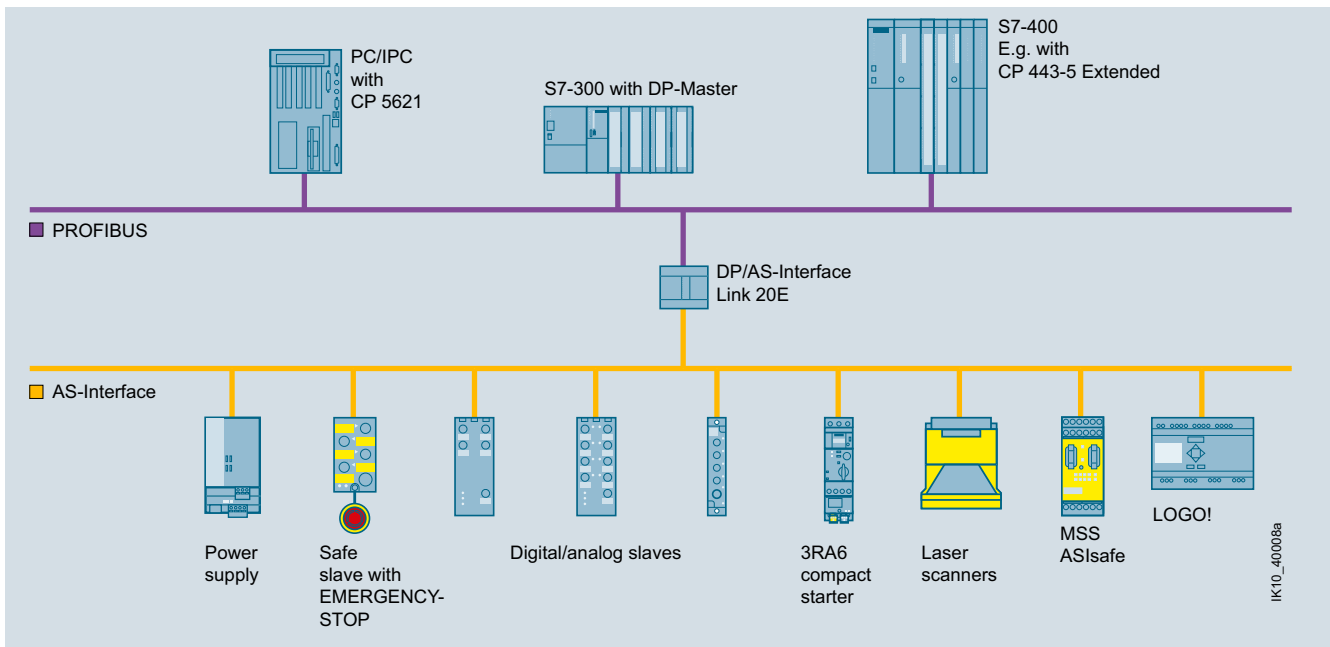 PC/IPC
with
CP 5621
S7-300 with DP-Master
S7-400
E.g. with
CP 443-5 Extended
PROFIBUS
DP/AS-Interface
Link 20E
AS-Interface
Power
supply
Safe
slave with
EMERGENCY-
STOP
Digital/analog slaves
3RA6
compact
starter
Laser
scanners
MSS
ASIsafe
LOGO!
IK10_40008a